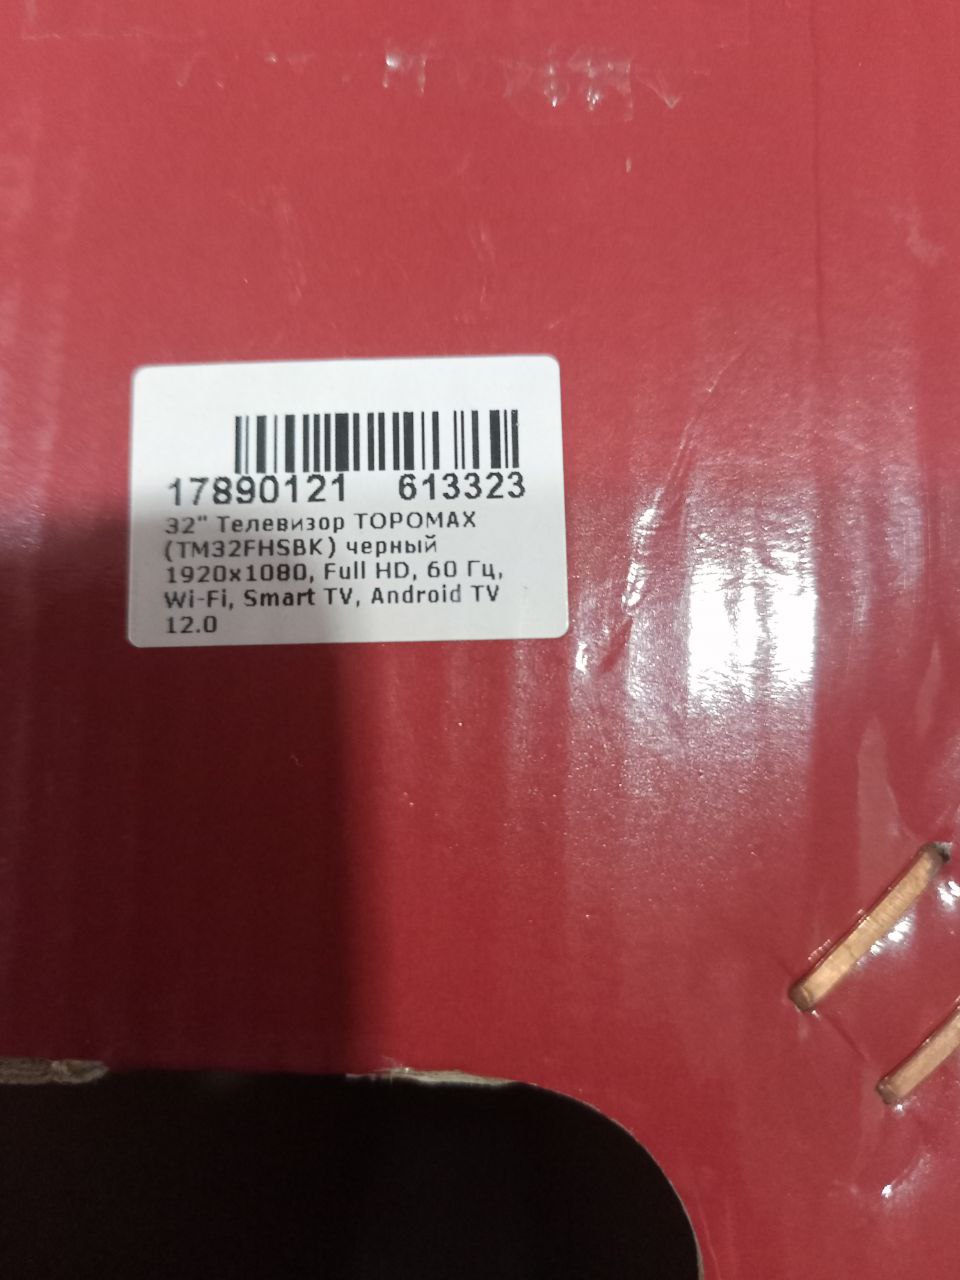 17890121 613323
32" Телевизор TOPOMAX
(TM32FHSBK) черный
1920x1080, Full HD, 60 Гц,
Wi-Fi, Smart TV, Android TV
12.0